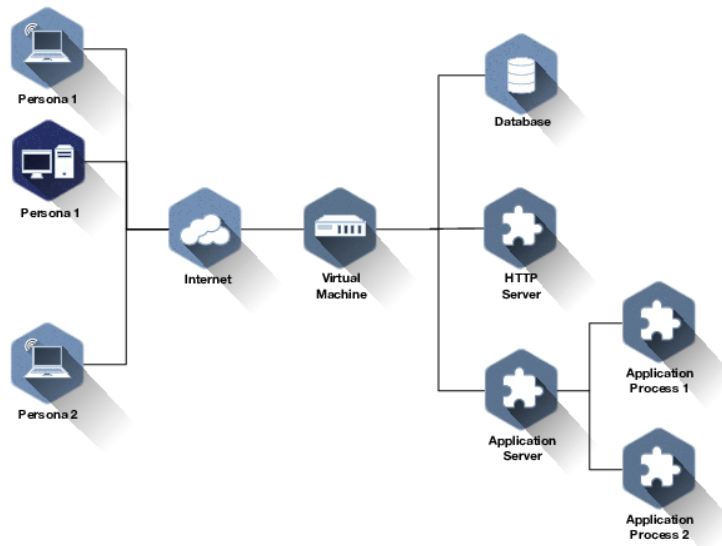 Persona 1
Persona 1
Persona 2
Internet
Virtual
Machine
Database
HTTP
Server
Application
Server
Application
Process 1
Application
Process 2